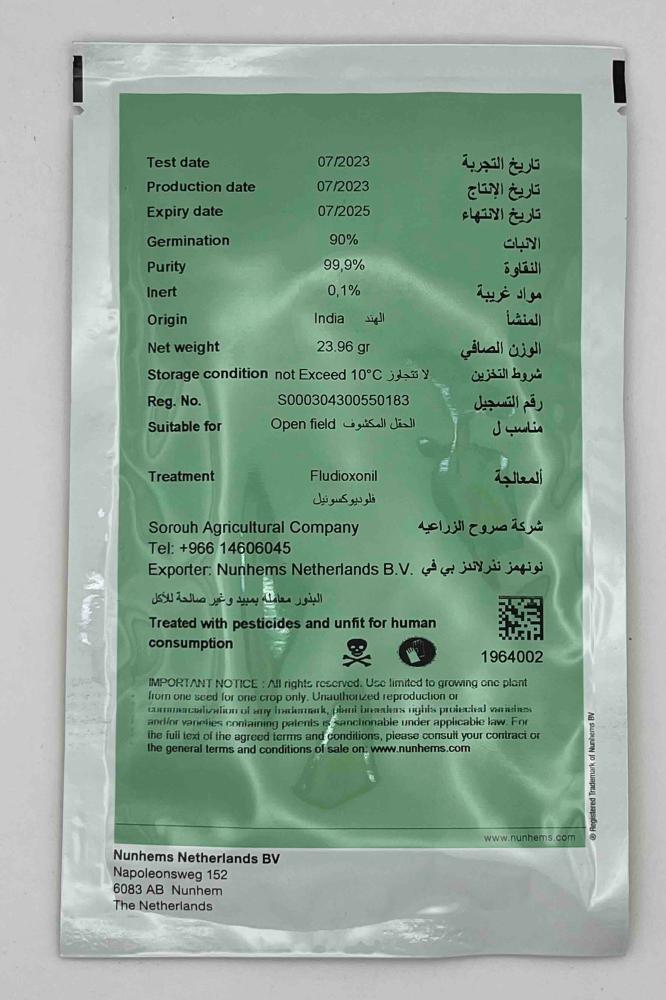 Test date 07/2023 تاريخ التجربة
Production date 07/2023 تاريخ الإنتاج
Expiry date 07/2025 تاريخ الانتهاء
Germination 90% الانبات
Purity 99,9% النقاوة
Inert 0,1% مواد غريبة
Origin India الهند المنشأ
Net weight 23.96 gr الوزن الصافي
Storage condition not Exceed 10°C لا تتجاوز شروط التخزين
Reg. No. S000304300550183 رقم التسجيل
Suitable for Open field الحقل المكشوف مناسب ل
Treatment Fludioxonil ألمعالجة
فلوديوكسونيل
Sorouh Agricultural Company شركة صروح الزراعيه
Tel: +966 14606045
Exporter: Nunhems Netherlands B.V. نونهمز نذرلاندز بي في
البذور معاملة بمبيد وغير صالحة للأكل
Treated with pesticides and unfit for human
consumption
1964002
IMPORTANT NOTICE : All rights reserved. Use limited to growing one plant
from one seed for one crop only. Unauthorized reproduction or
commercialization of any trademark, plant breeders rights protected varieties
and/or varieties containing patents is sanctionable under applicable law. For
the full text of the agreed terms and conditions, please consult your contract or
the general terms and conditions of sale on: www.nunhems.com
® Registered Trademark of Nunhems BV
www.nunhems.com
Nunhems Netherlands BV
Napoleonsweg 152
6083 AB Nunhem
The Netherlands